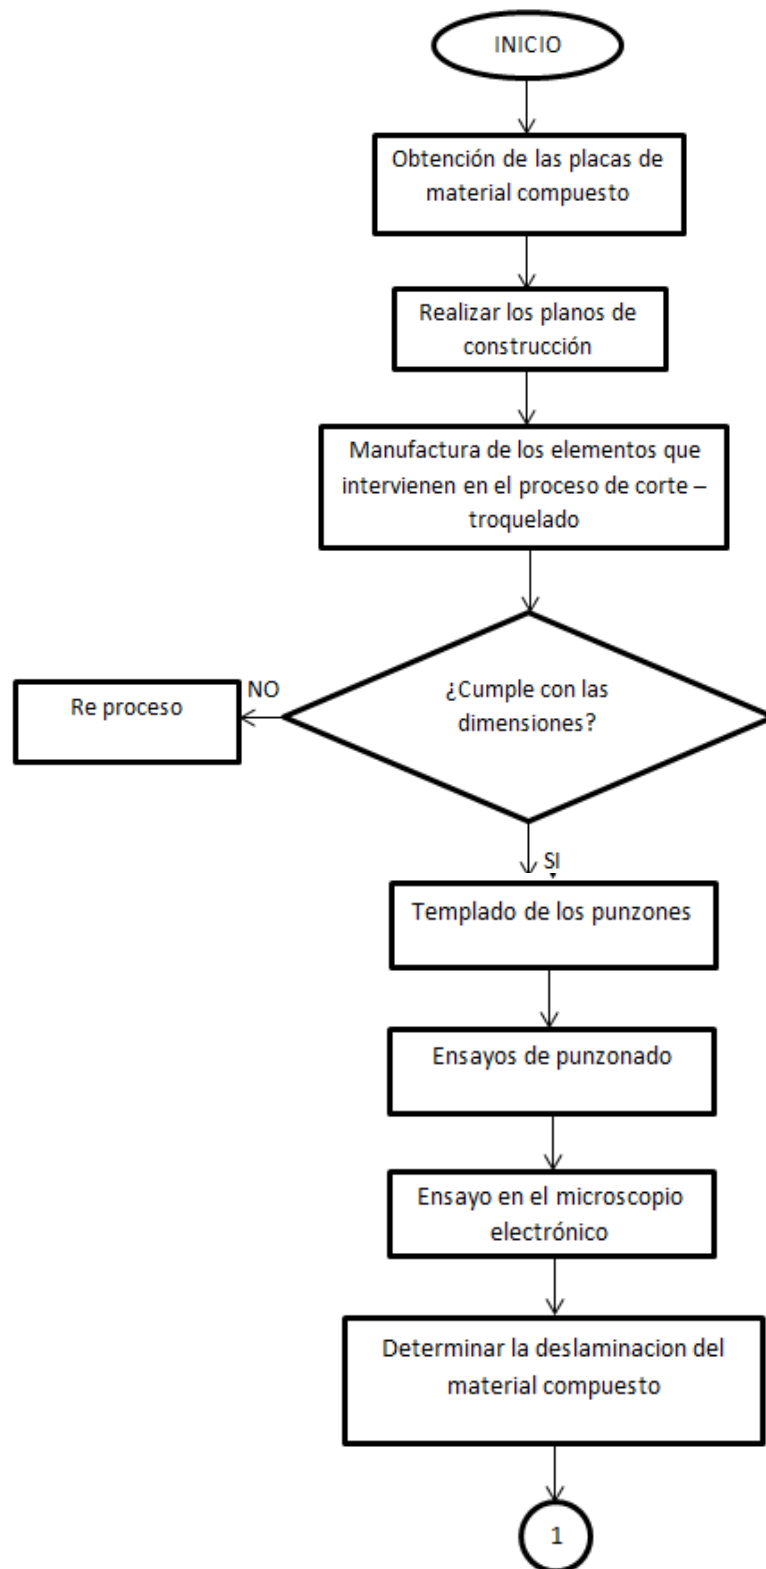 INICIO
Obtención de las placas de
material compuesto
Realizar los planos de
construcción
Manufactura de los elementos que
intervienen en el proceso de corte –
troquelado
¿Cumple con las
dimensiones?
NO
Re proceso
SI
Templado de los punzones
Ensayos de punzonado
Ensayo en el microscopio
electrónico
Determinar la deslaminacion del
material compuesto
1